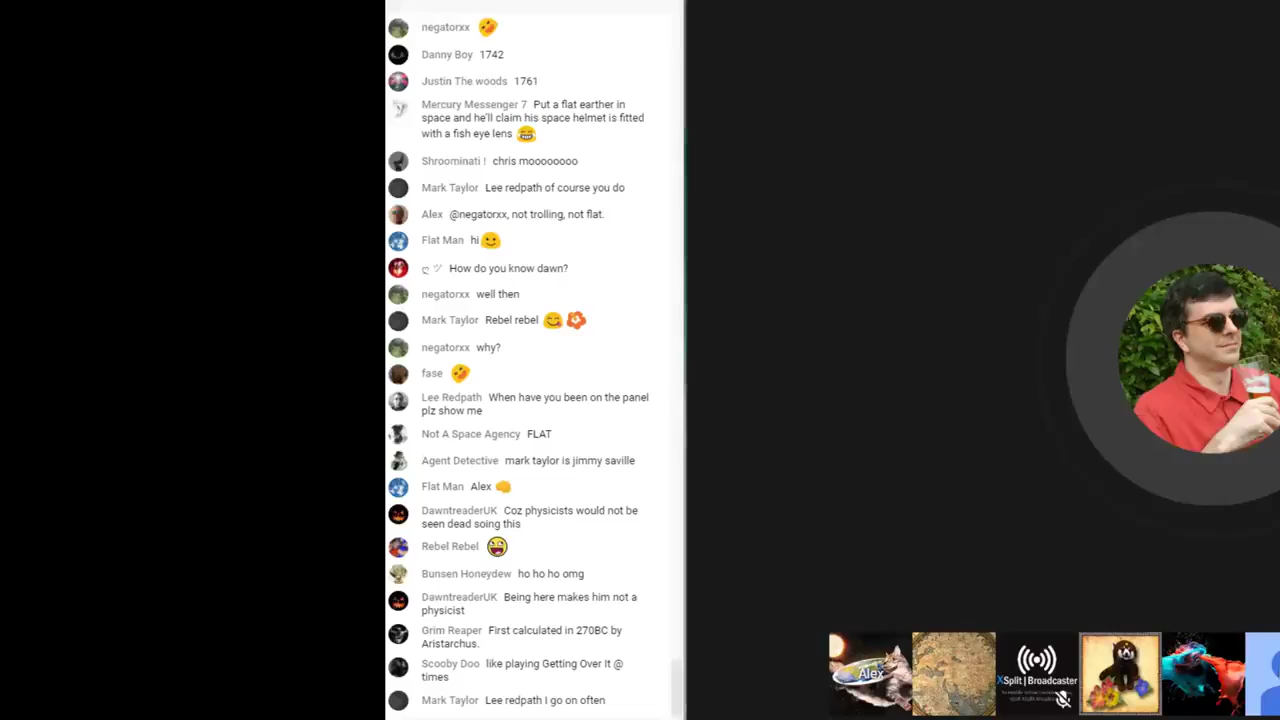 negatorxx
Danny Boy 1742
Justin The woods 1761
Mercury Messenger 7 Put a flat earther in
space and he'll claim his space helmet is fitted
with a fish eye lens
Shroominati ! chris moooooooo
Mark Taylor Lee redpath of course you do
Alex @negatorxx, not trolling, not flat.
Flat Man hi
ღ ツ How do you know dawn?
negatorxx well then
Mark Taylor Rebel rebel
negatorxx why?
fase
Lee Redpath When have you been on the panel
plz show me
Not A Space Agency FLAT
Agent Detective mark taylor is jimmy saville
Flat Man Alex
DawntreaderUK Coz physicists would not be
seen dead soing this
Rebel Rebel
Bunsen Honeydew ho ho ho omg
DawntreaderUK Being here makes him not a
physicist
Grim Reaper First calculated in 270BC by
Aristarchus.
Scooby Doo like playing Getting Over It @
times
Mark Taylor Lee redpath I go on often
Alex
XSplit | Broadcaster